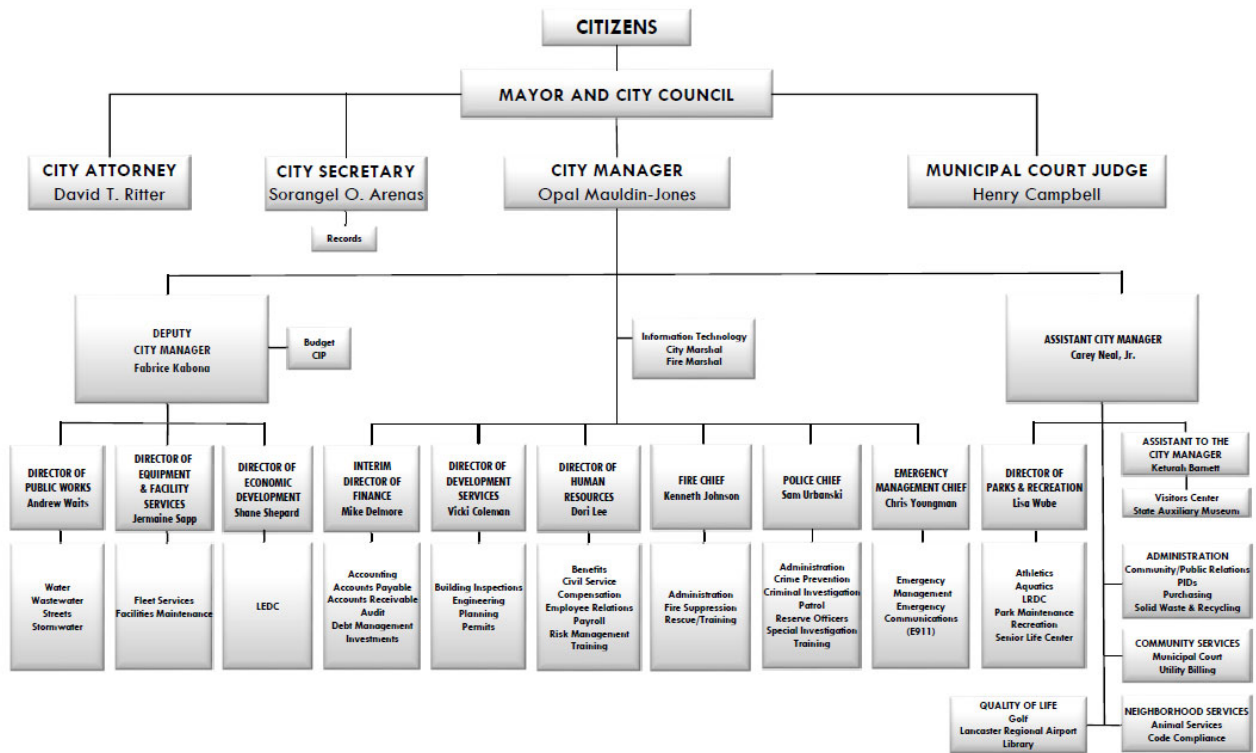 CITIZENS
MAYOR AND CITY COUNCIL
CITY ATTORNEY
David T. Ritter
CITY SECRETARY
Sorangel O. Arenas
CITY MANAGER
Opal Mauldin-Jones
MUNICIPAL COURT JUDGE
Henry Campbell
Records
DEPUTY
CITY MANAGER
Fabrice Kabona
Budget
CIP
Information Technology
City Marshal
Fire Marshal
ASSISTANT CITY MANAGER
Carey Neal, Jr.
DIRECTOR OF
PUBLIC WORKS
Andrew Waits
DIRECTOR OF
EQUIPMENT
& FACILITY
SERVICES
Jermaine Sapp
DIRECTOR OF
ECONOMIC
DEVELOPMENT
Shane Shepard
INTERIM
DIRECTOR OF
FINANCE
Mike Delmore
DIRECTOR OF
DEVELOPMENT
SERVICES
Vicki Coleman
DIRECTOR OF
HUMAN
RESOURCES
Dori Lee
FIRE CHIEF
Kenneth Johnson
POLICE CHIEF
Sam Urbanski
EMERGENCY
MANAGEMENT CHIEF
Chris Youngman
DIRECTOR OF
PARKS & RECREATION
Lisa Wube
ASSISTANT TO THE
CITY MANAGER
Keturah Barnett
Visitors Center
State Auxiliary Museum
Water
Wastewater
Streets
Stormwater
Fleet Services
Facilities Maintenance
LEDC
Accounting
Accounts Payable
Accounts Receivable
Audit
Debt Management
Investments
Building Inspections
Engineering
Planning
Permits
Benefits
Civil Service
Compensation
Employee Relations
Payroll
Risk Management
Training
Administration
Fire Suppression
Rescue/Training
Administration
Crime Prevention
Criminal Investigation
Patrol
Reserve Officers
Special Investigation
Training
Emergency
Management
Emergency
Communications
(E911)
Athletics
Aquatics
LRDC
Park Maintenance
Recreation
Senior Life Center
ADMINISTRATION
Community/Public Relations
PIDs
Purchasing
Solid Waste & Recycling
COMMUNITY SERVICES
Municipal Court
Utility Billing
QUALITY OF LIFE
Golf
Lancaster Regional Airport
Library
NEIGHBORHOOD SERVICES
Animal Services
Code Compliance